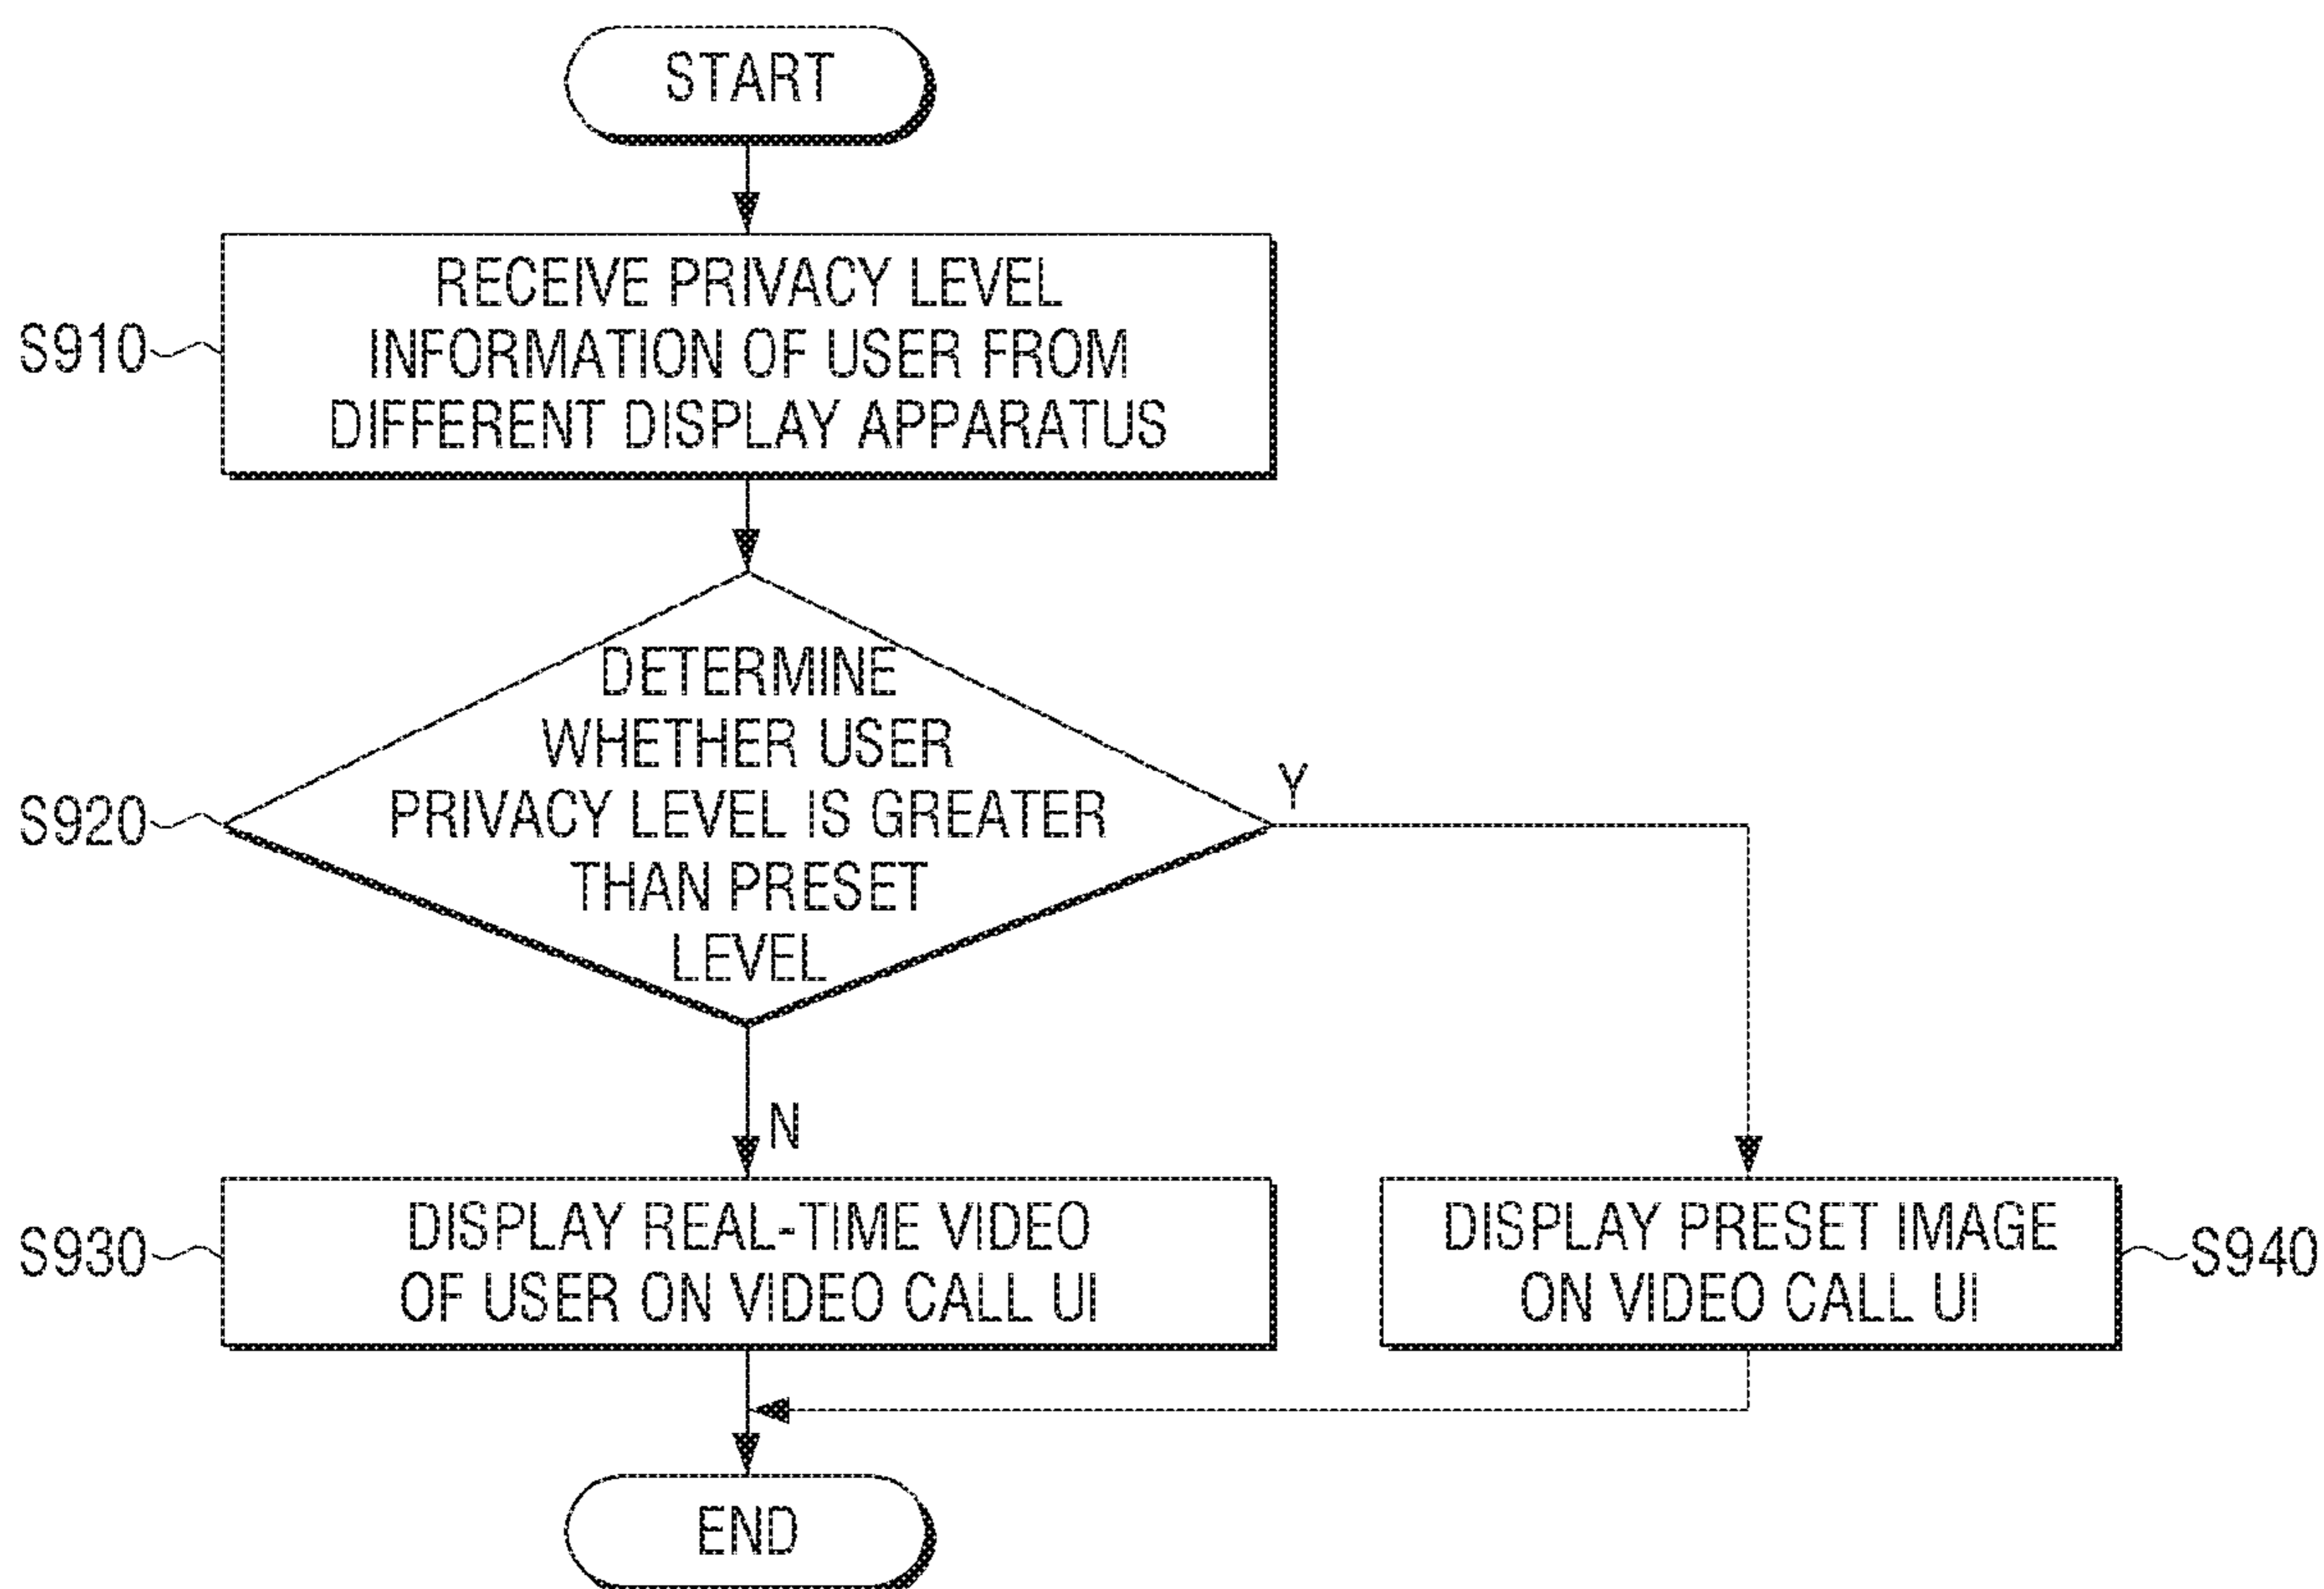 START
S910
RECEIVE PRIVACY LEVEL
INFORMATION OF USER FROM
DIFFERENT DISPLAY APPARATUS
S920
DETERMINE
WHETHER USER
PRIVACY LEVEL IS GREATER
THAN PRESET
LEVEL
Y
N
S930
DISPLAY REAL-TIME VIDEO
OF USER ON VIDEO CALL UI
DISPLAY PRESET IMAGE
ON VIDEO CALL UI
S940
END